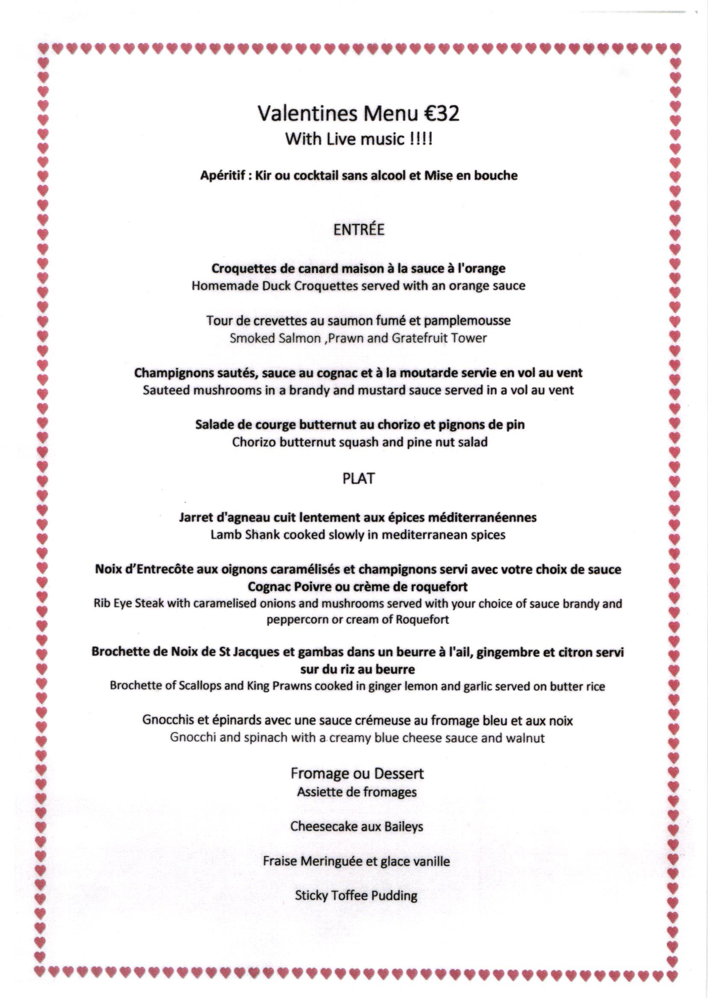 Valentines Menu €32
With Live music !!!!
Apéritif : Kir ou cocktail sans alcool et Mise en bouche
ENTRÉE
Croquettes de canard maison à la sauce à l'orange
Homemade Duck Croquettes served with an orange sauce
Tour de crevettes au saumon fumé et pamplemousse
Smoked Salmon ,Prawn and Gratefruit Tower
Champignons sautés, sauce au cognac et à la moutarde servie en vol au vent
Sauteed mushrooms in a brandy and mustard sauce served in a vol au vent
Salade de courge butternut au chorizo et pignons de pin
Chorizo butternut squash and pine nut salad
PLAT
Jarret d'agneau cuit lentement aux épices méditerranéennes
Lamb Shank cooked slowly in mediterranean spices
Noix d’Entrecôte aux oignons caramélisés et champignons servi avec votre choix de sauce
Cognac Poivre ou crème de roquefort
Rib Eye Steak with caramelised onions and mushrooms served with your choice of sauce brandy and
peppercorn or cream of Roquefort
Brochette de Noix de St Jacques et gambas dans un beurre à l'ail, gingembre et citron servi
sur du riz au beurre
Brochette of Scallops and King Prawns cooked in ginger lemon and garlic served on butter rice
Gnocchis et épinards avec une sauce crémeuse au fromage bleu et aux noix
Gnocchi and spinach with a creamy blue cheese sauce and walnut
Fromage ou Dessert
Assiette de fromages
Cheesecake aux Baileys
Fraise Meringuée et glace vanille
Sticky Toffee Pudding